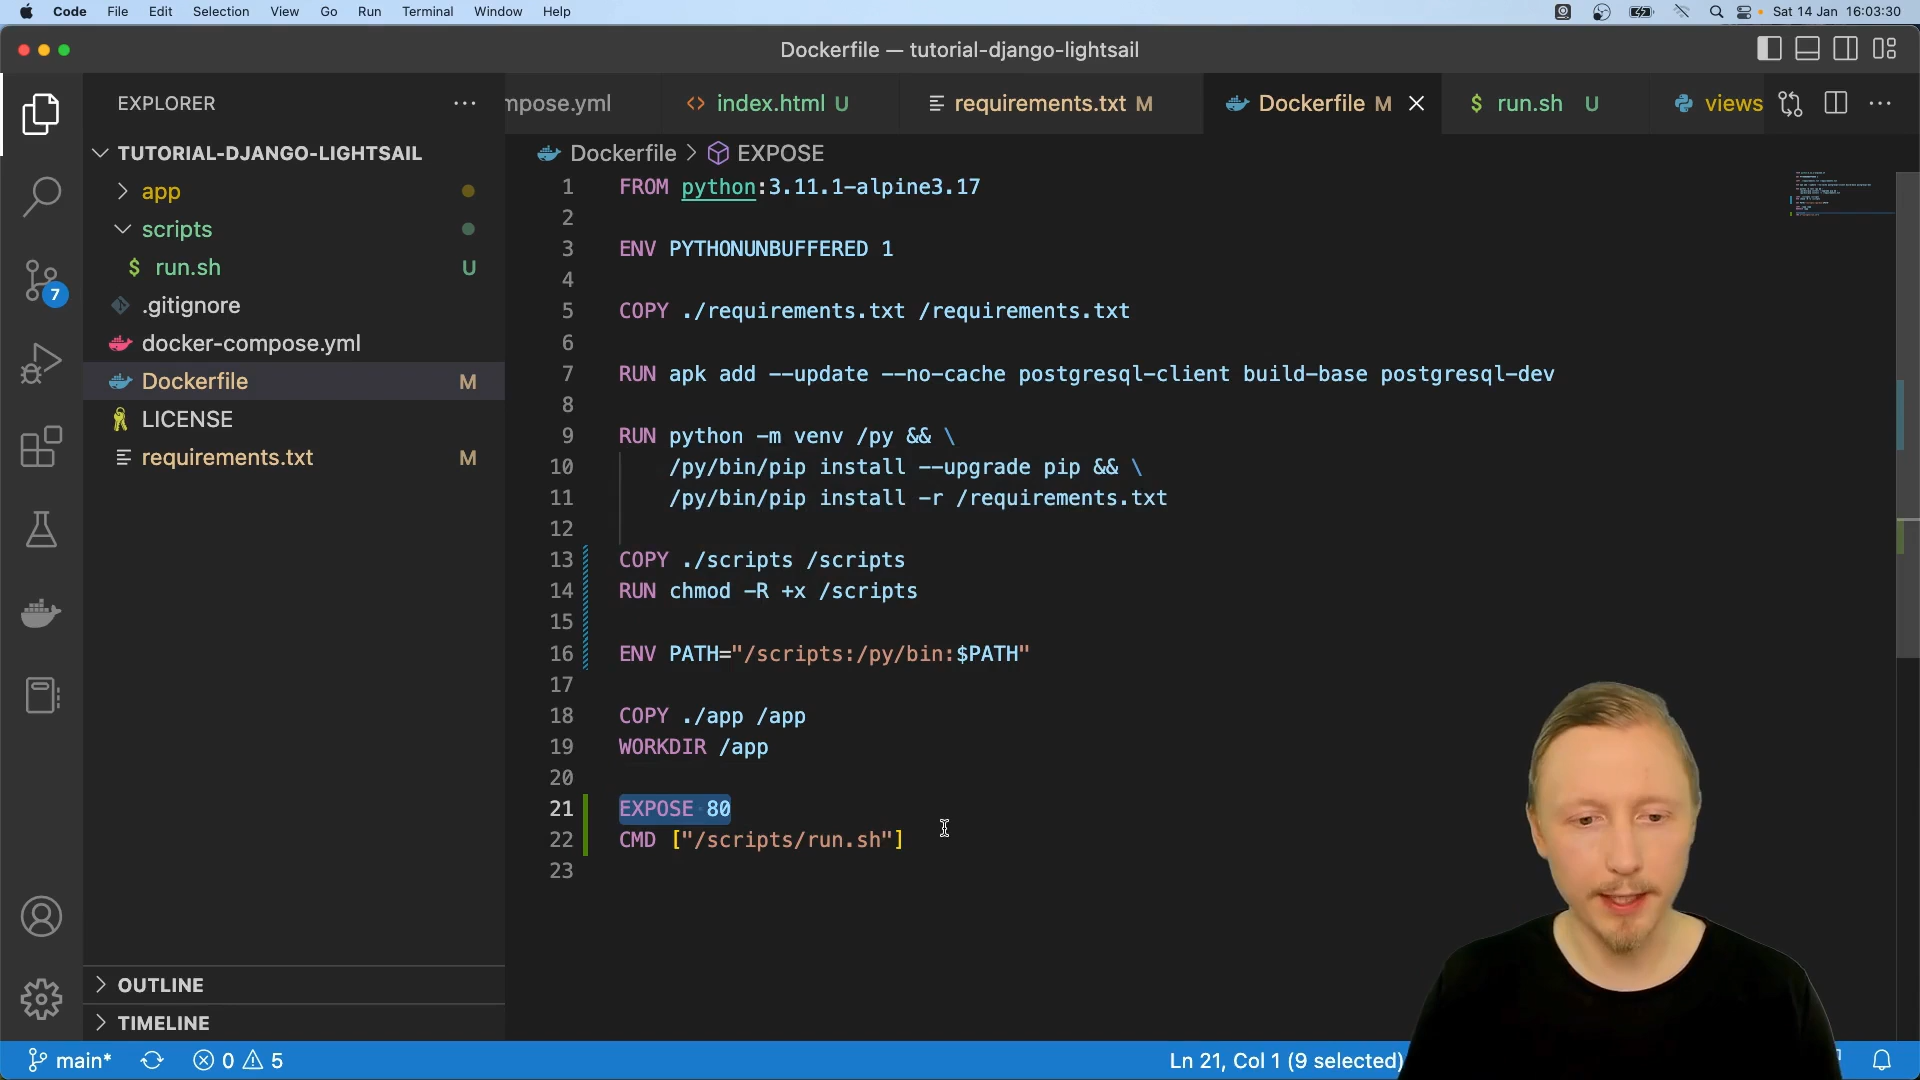 Code File Edit Selection View Go Run Terminal Window Help Sat 14 Jan 16:03:30
Dockerfile — tutorial-django-lightsail
EXPLORER
mpose.yml index.html U requirements.txt M Dockerfile M run.sh U views
TUTORIAL-DJANGO-LIGHTSAIL
app
scripts
$ run.sh U
.gitignore
docker-compose.yml
Dockerfile M
LICENSE
requirements.txt M
7
OUTLINE
TIMELINE
Dockerfile > EXPOSE
1 FROM python:3.11.1-alpine3.17
2
3 ENV PYTHONUNBUFFERED 1
4
5 COPY ./requirements.txt /requirements.txt
6
7 RUN apk add --update --no-cache postgresql-client build-base postgresql-dev
8
9 RUN python -m venv /py && \
10 /py/bin/pip install --upgrade pip && \
11 /py/bin/pip install -r /requirements.txt
12
13 COPY ./scripts /scripts
14 RUN chmod -R +x /scripts
15
16 ENV PATH="/scripts:/py/bin:$PATH"
17
18 COPY ./app /app
19 WORKDIR /app
20
21 EXPOSE 80
22 CMD ["/scripts/run.sh"]
23
main* 0 5 Ln 21, Col 1 (9 selected)